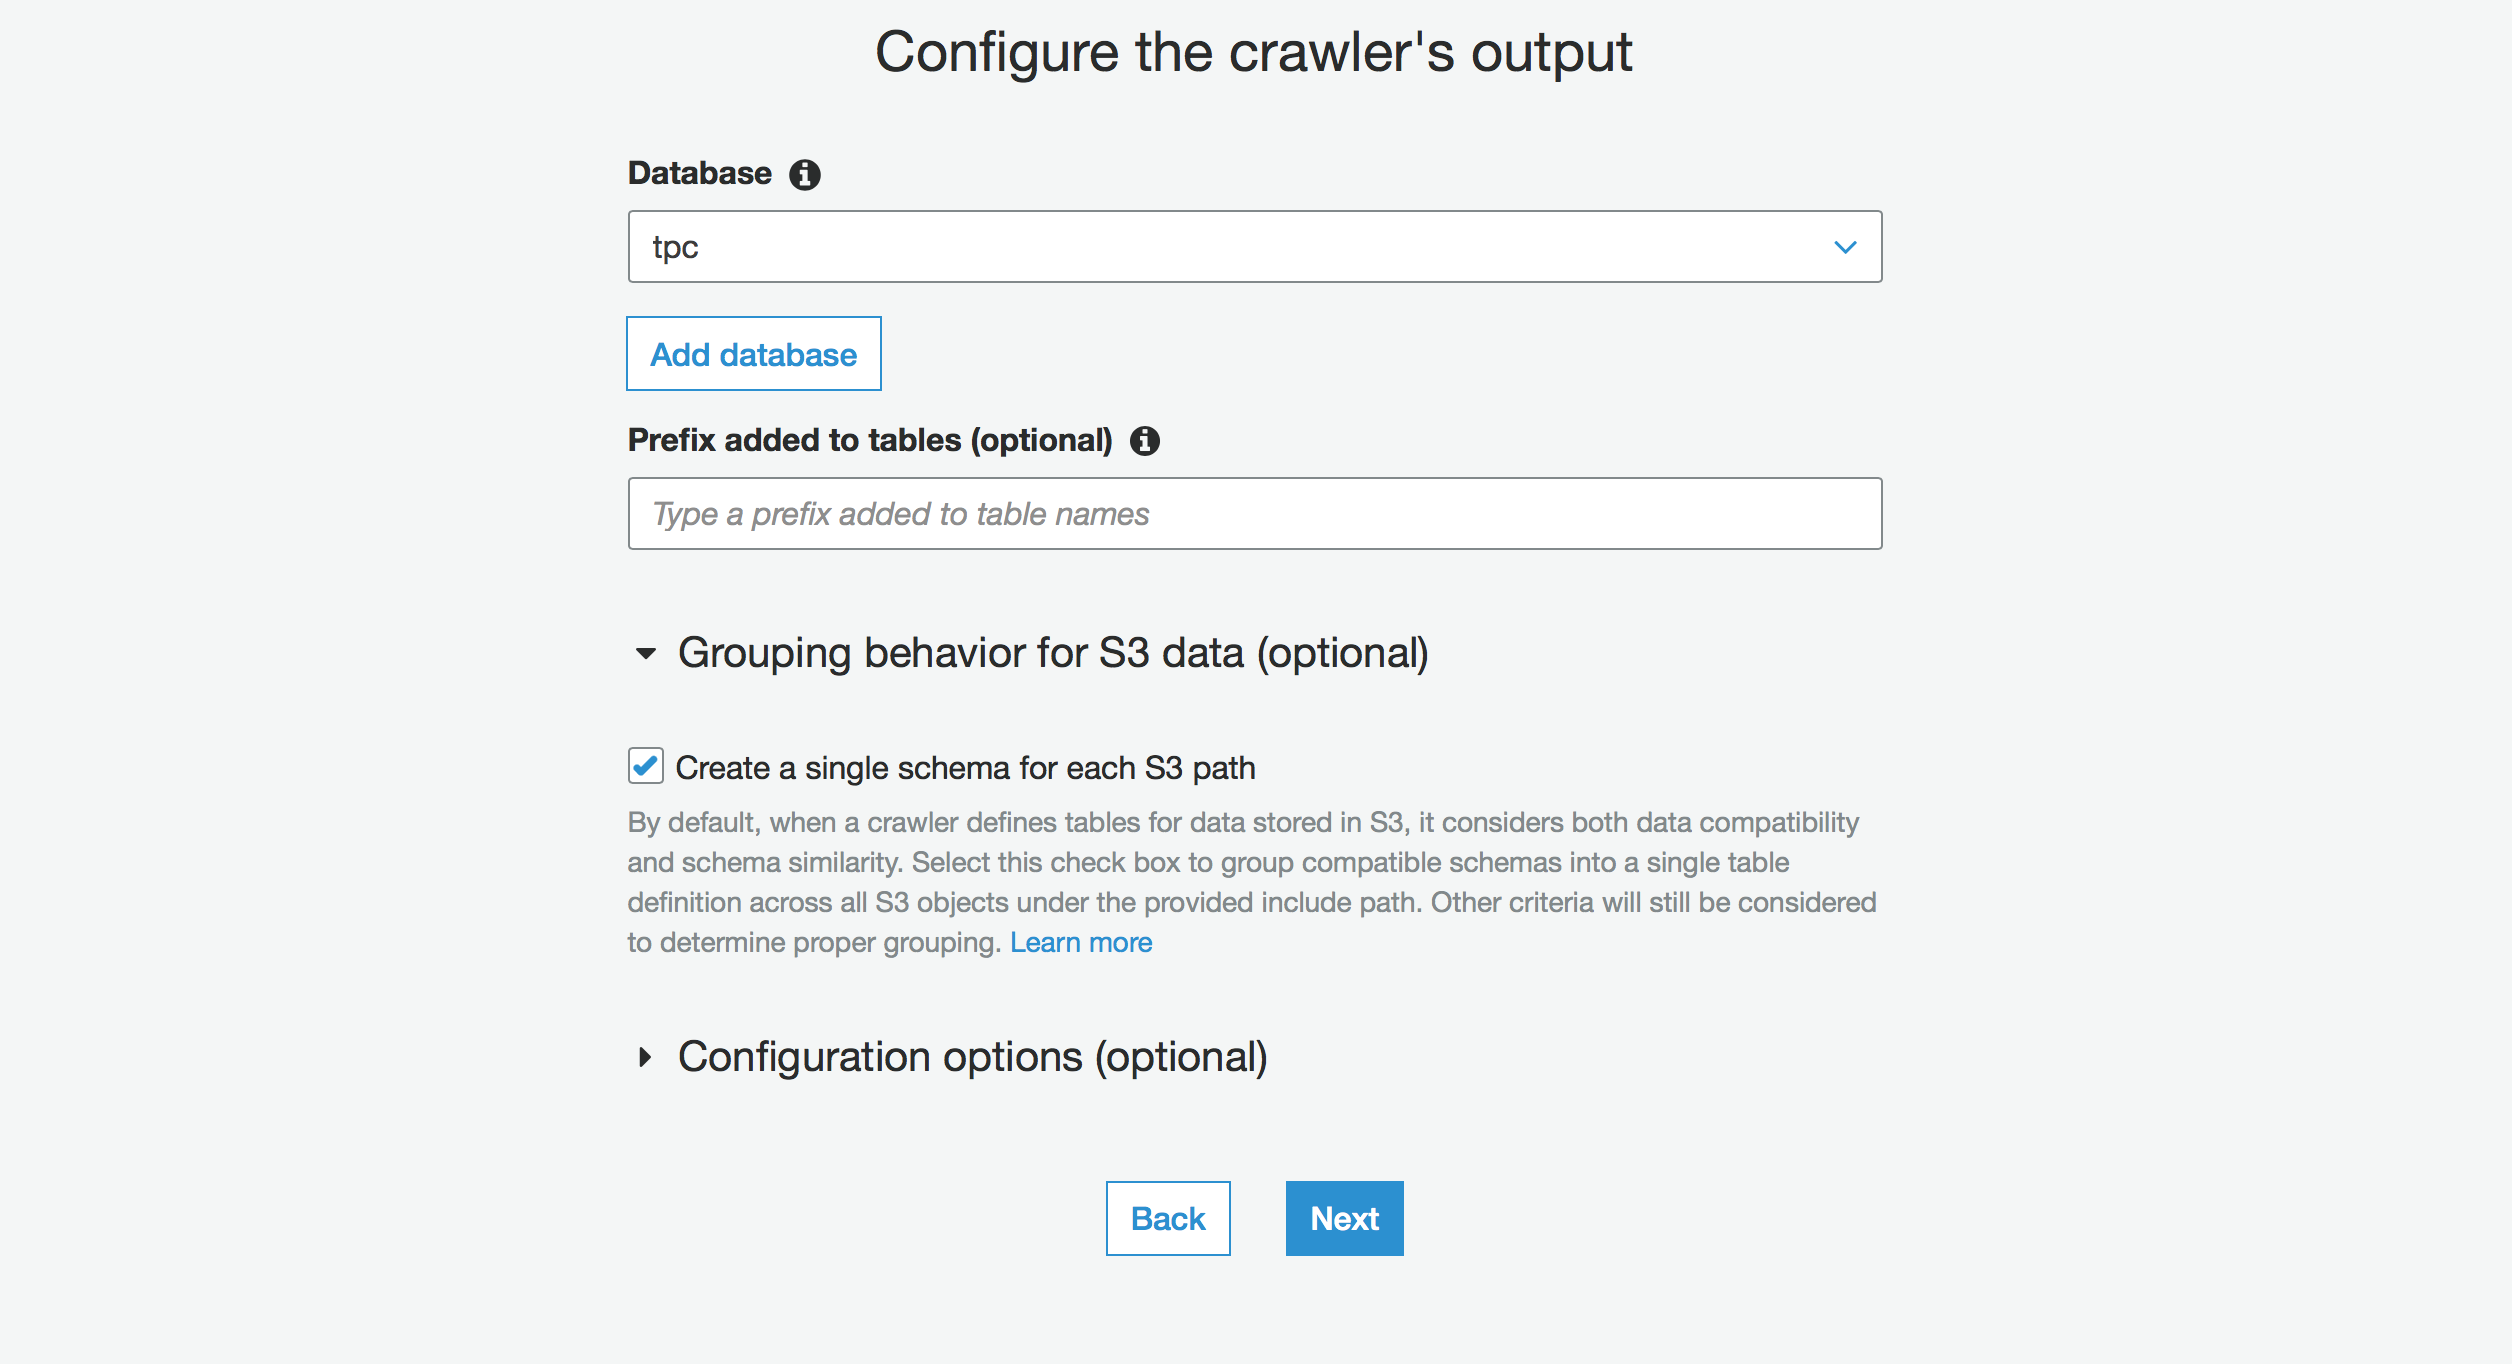 Configure the crawler's output
Database
tpc
Add database
Prefix added to tables (optional)
Type a prefix added to table names
Grouping behavior for S3 data (optional)
Create a single schema for each S3 path
By default, when a crawler defines tables for data stored in S3, it considers both data compatibility
and schema similarity. Select this check box to group compatible schemas into a single table
definition across all S3 objects under the provided include path. Other criteria will still be considered
to determine proper grouping. Learn more
Configuration options (optional)
Back Next